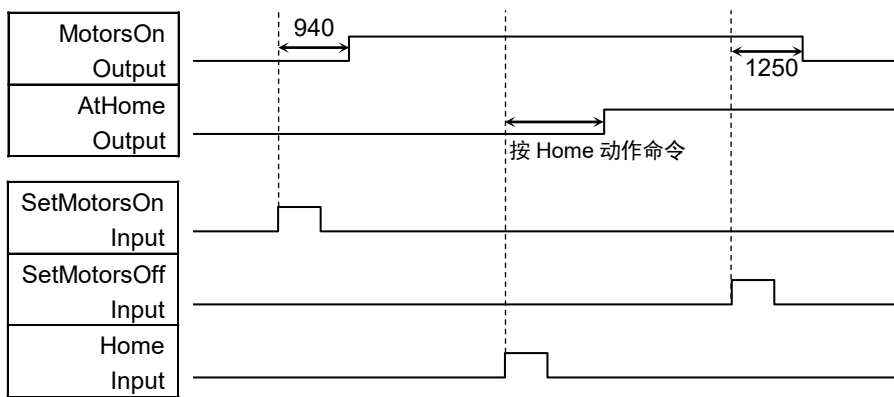 MotorsOn
Output
940
1250
AtHome
Output
按 Home 动作命令
SetMotorsOn
Input
SetMotorsOff
Input
Home
Input